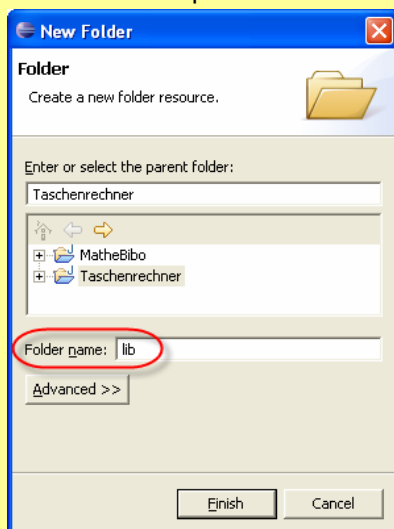 New Folder
Folder
Create a new folder resource.
Enter or select the parent folder:
Taschenrechner
MatheBibo
Taschenrechner
Folder name: lib
Advanced >>
Finish Cancel